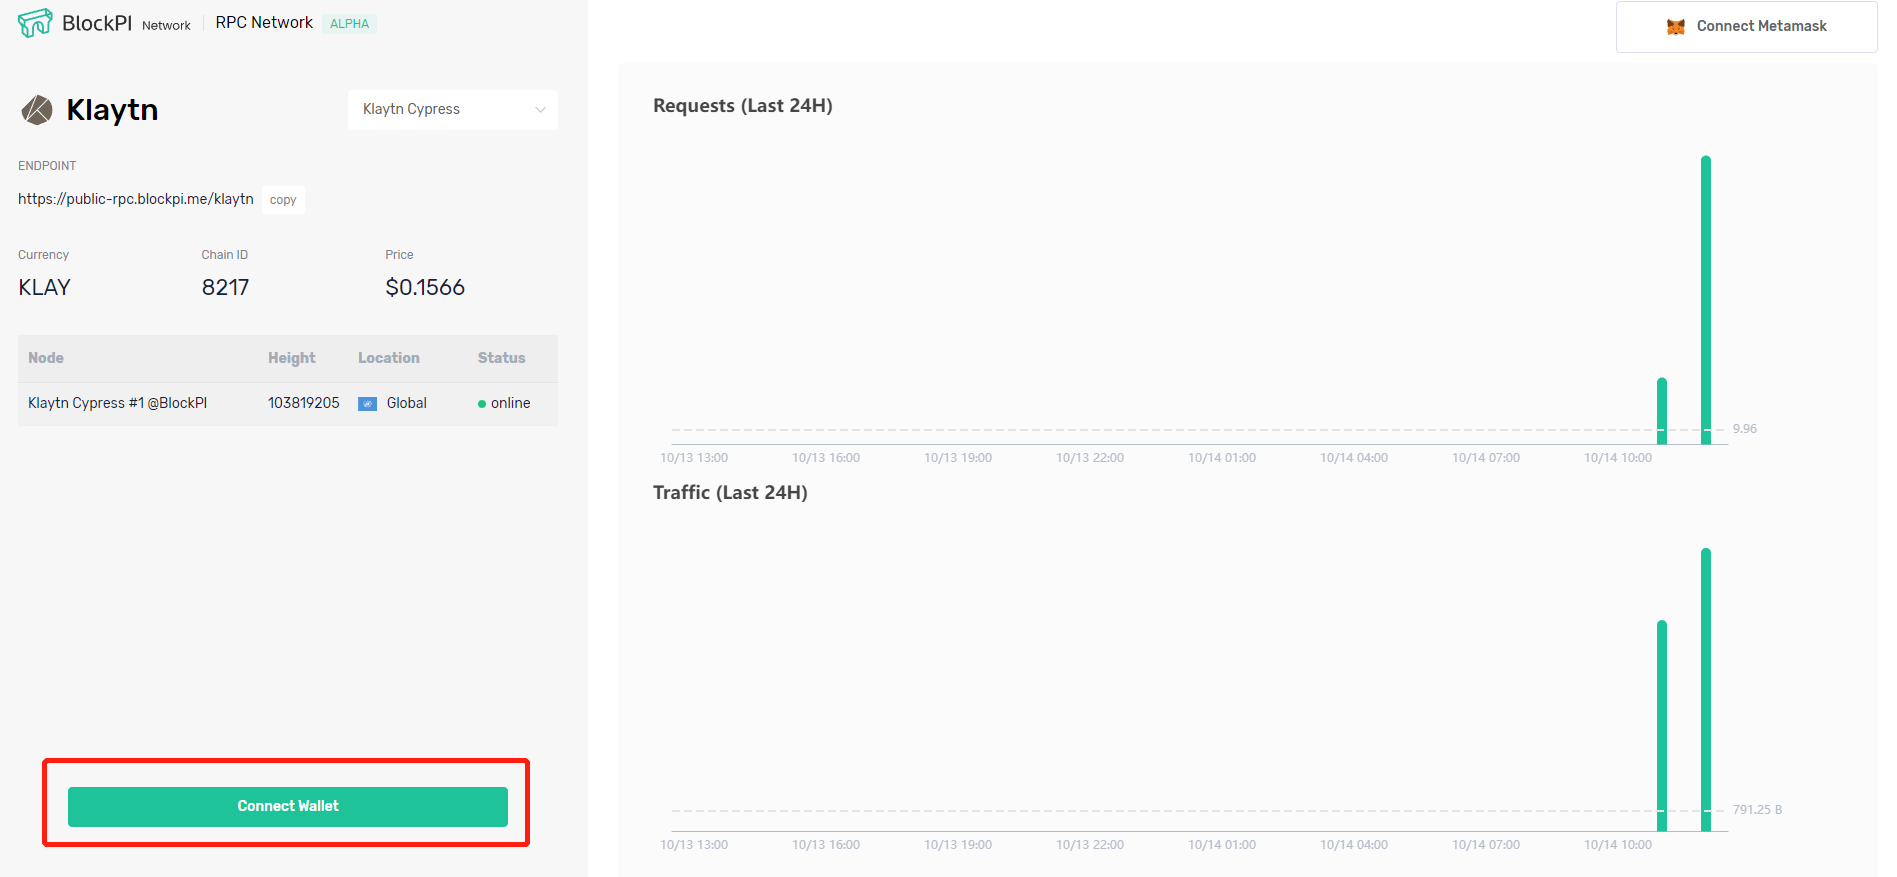 BlockPI Network RPC Network ALPHA
Connect Metamask
Klaytn
Klaytn Cypress
ENDPOINT
https://public-rpc.blockpi.me/klaytn copy
Currency Chain ID Price
KLAY 8217 $0.1566
Node Height Location Status
Klaytn Cypress #1 @BlockPI 103819205 Global online
Connect Wallet
Requests (Last 24H)
9.96
10/13 13:00 10/13 16:00 10/13 19:00 10/13 22:00 10/14 01:00 10/14 04:00 10/14 07:00 10/14 10:00
Traffic (Last 24H)
791.25 B
10/13 13:00 10/13 16:00 10/13 19:00 10/13 22:00 10/14 01:00 10/14 04:00 10/14 07:00 10/14 10:00